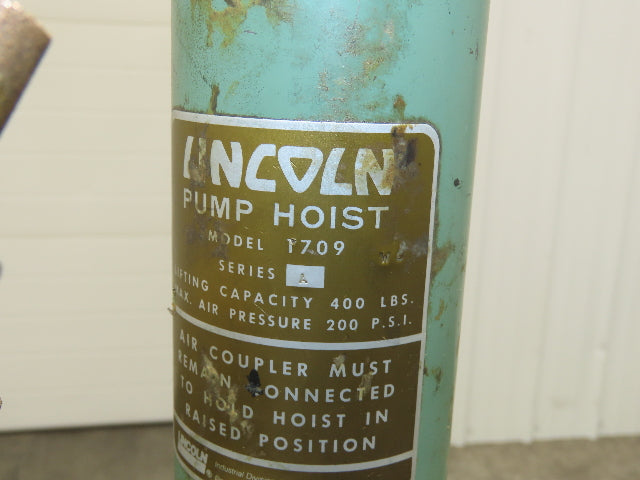 LINCOLN
PUMP HOIST
MODEL 1709
SERIES A
LIFTING CAPACITY 400 LBS.
MAX. AIR PRESSURE 200 P.S.I.
AIR COUPLER MUST
REMAIN CONNECTED
TO HOLD HOIST IN
RAISED POSITION
LINCOLN
Industrial